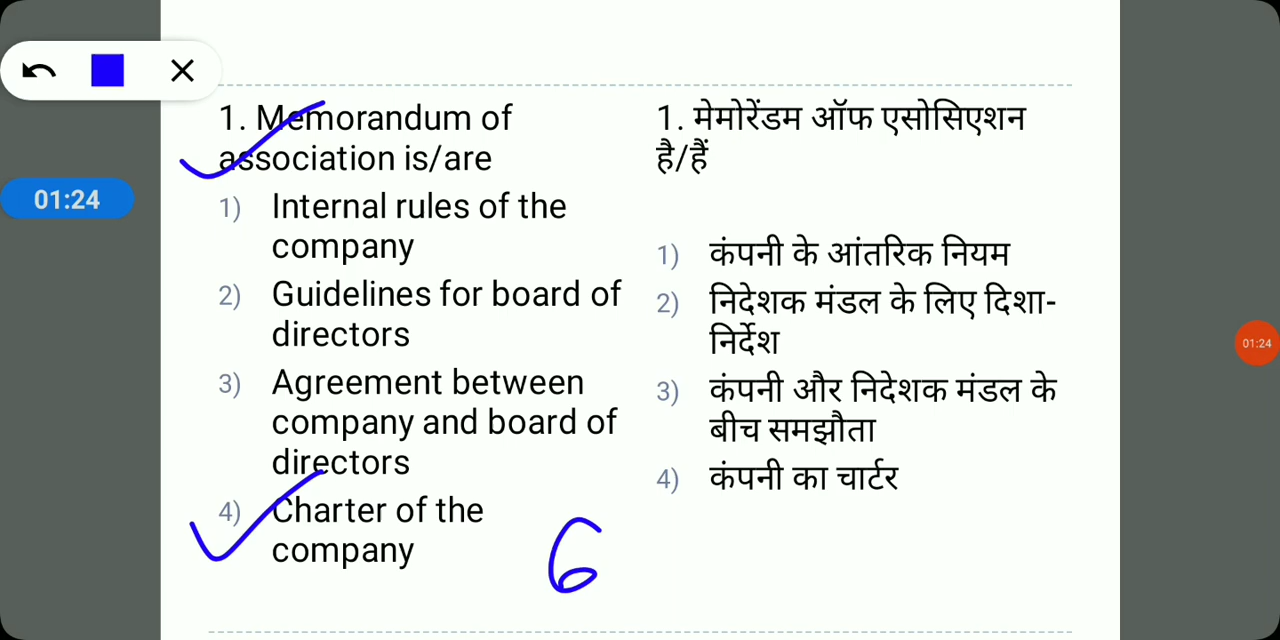 01:24
1. Memorandum of
association is/are
1) Internal rules of the
company
2) Guidelines for board of
directors
3) Agreement between
company and board of
directors
4) Charter of the
company
6
1. मेमोरेंडम ऑफ एसोसिएशन
है/हैं
1) कंपनी के आंतरिक नियम
2) निदेशक मंडल के लिए दिशा-
निर्देश
3) कंपनी और निदेशक मंडल के
बीच समझौता
4) कंपनी का चार्टर
01:24